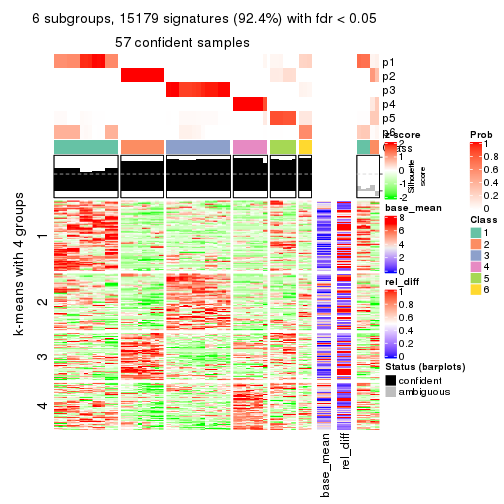 6 subgroups, 15179 signatures (92.4%) with fdr < 0.05
57 confident samples
p1
p2
p3
p4
p5
p6
z_score
2
1
0
-1
-2
Silhouette
score
Prob
1
0.8
0.6
0.4
0.2
0
Class
1
2
3
4
5
6
base_mean
8
6
4
2
0
rel_diff
1
0.8
0.6
0.4
0.2
0
Status (barplots)
confident
ambiguous
k-means with 4 groups
1
2
3
4
base_mean
rel_diff